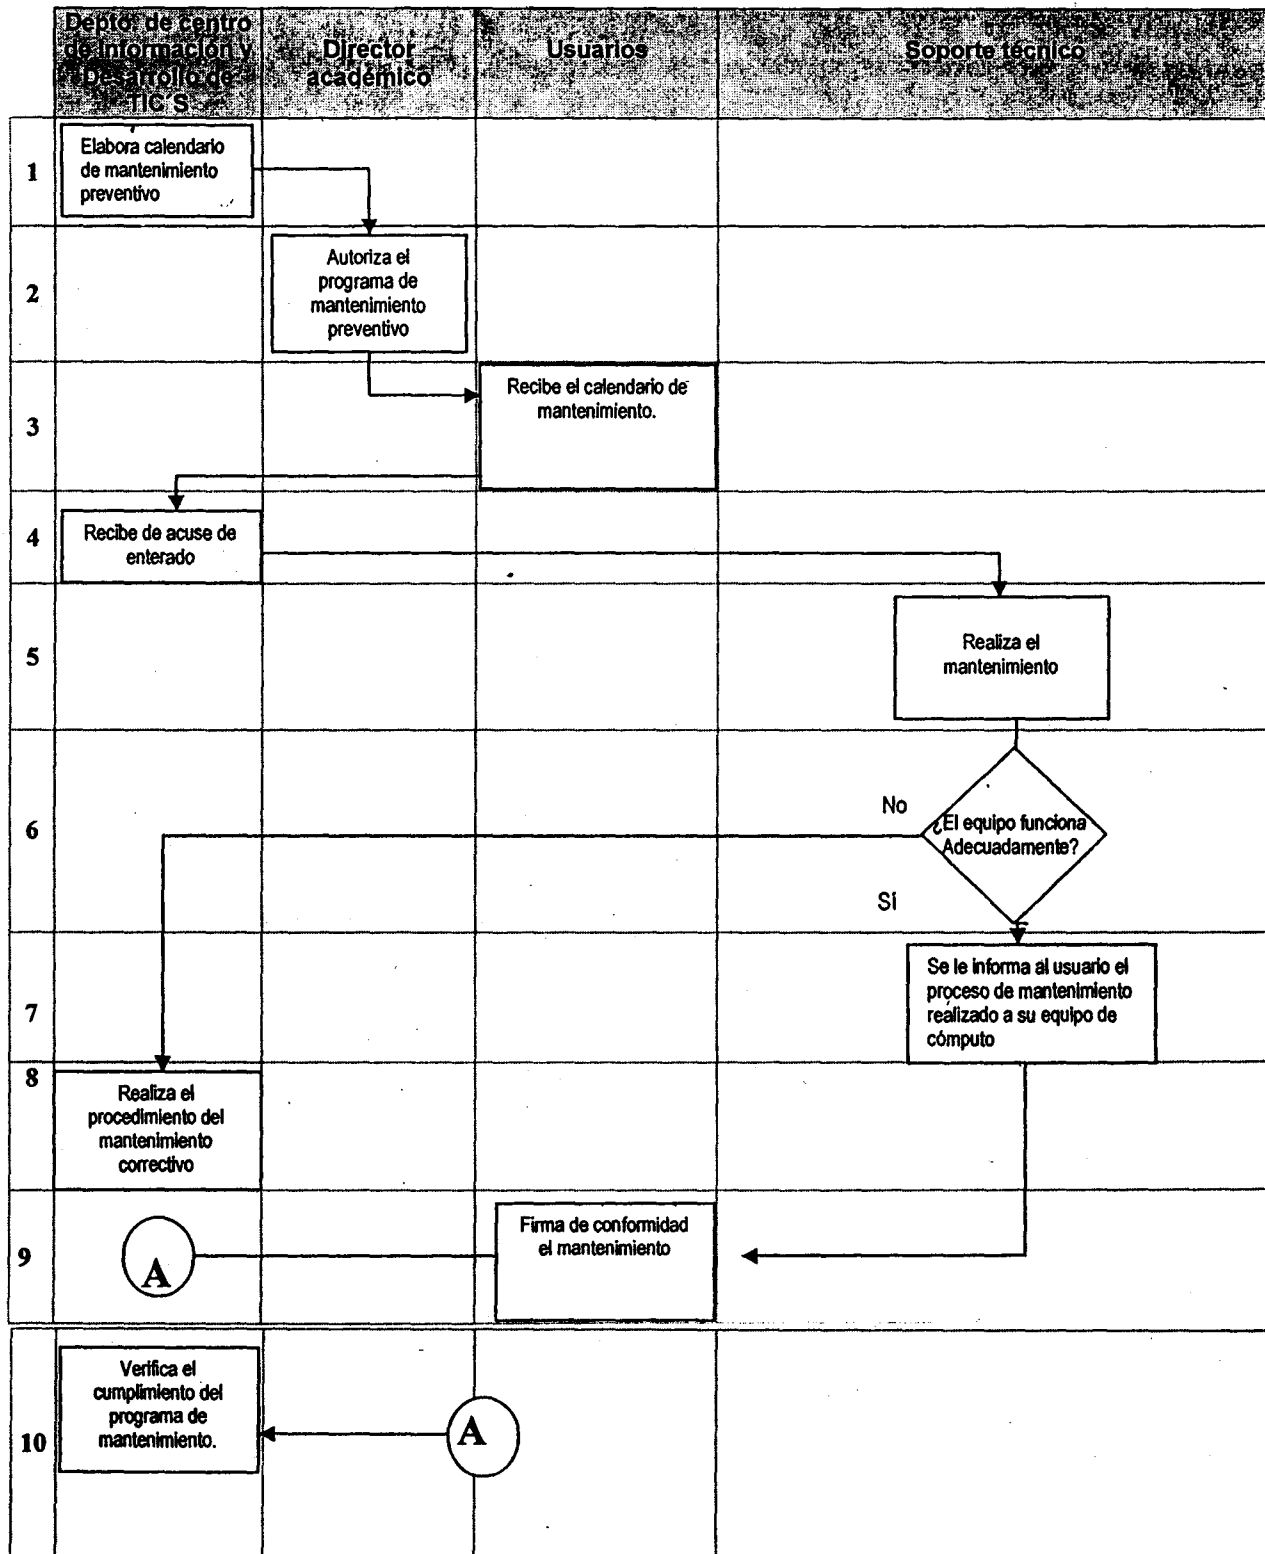 Depto. de centro
de Información y
Desarrollo de
TIC'S
Director
académico
Usuarios
Soporte técnico
1
Elabora calendario
de mantenimiento
preventivo
2
Autoriza el
programa de
mantenimiento
preventivo
3
Recibe el calendario de
mantenimiento.
4
Recibe de acuse de
enterado
5
Realiza el
mantenimiento
6
No
¿El equipo funciona
Adecuadamente?
Sí
7
Se le informa al usuario el
proceso de mantenimiento
realizado a su equipo de
cómputo
8
Realiza el
procedimiento del
mantenimiento
correctivo
9
A
Firma de conformidad
el mantenimiento
10
Verifica el
cumplimiento del
programa de
mantenimiento.
A